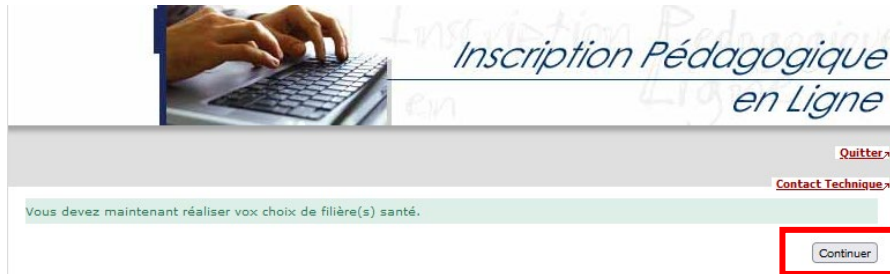 Inscription Pédagogique
en Ligne
Quitter
Contact Technique
Vous devez maintenant réaliser vox choix de filière(s) santé.
Continuer